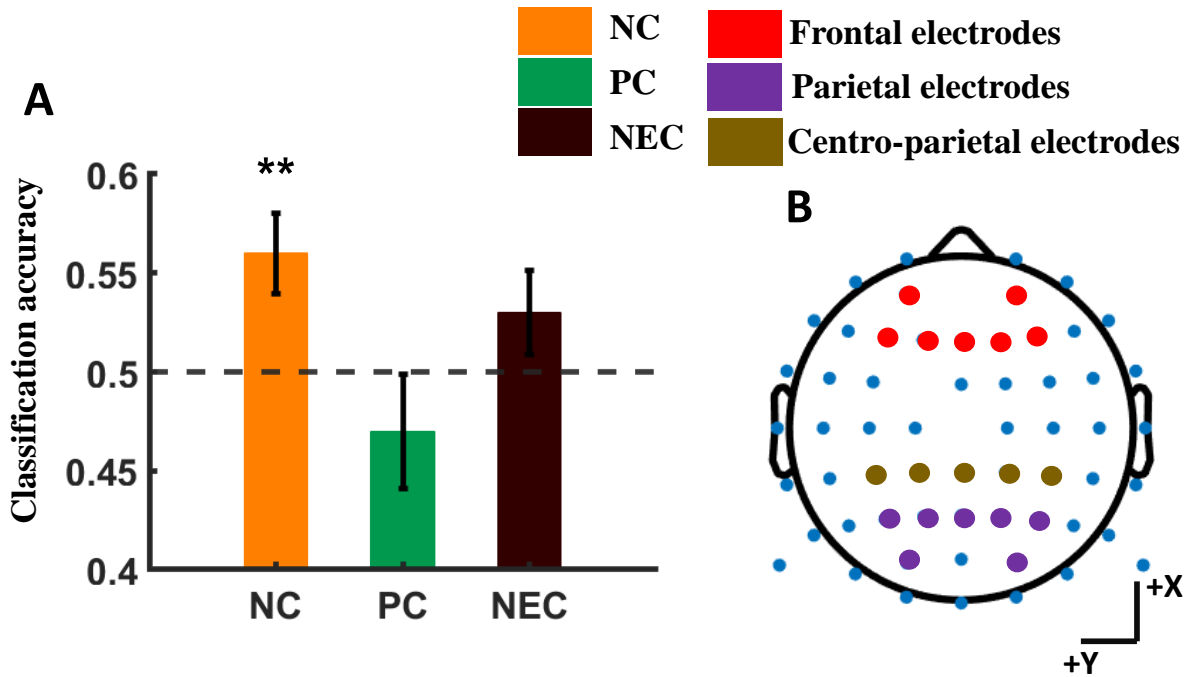 NC
Frontal electrodes
PC
Parietal electrodes
NEC
Centro-parietal electrodes
A
**
0.6
0.55
0.5
0.45
0.4
Classification accuracy
NC
PC
NEC
B
+X
+Y